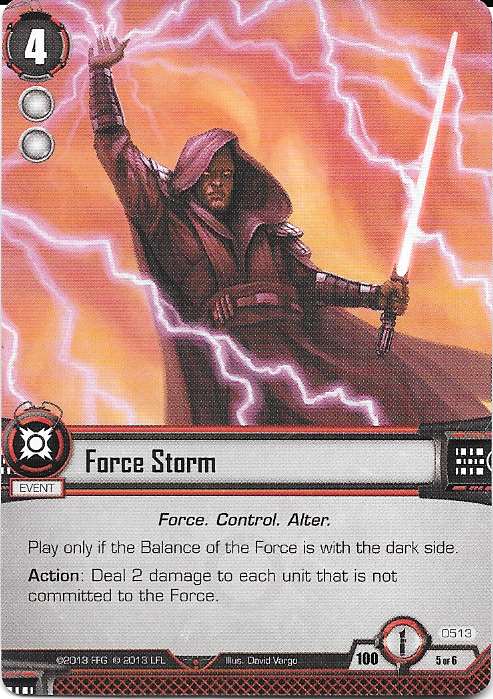 4
Force Storm
EVENT
Force. Control. Alter.
Play only if the Balance of the Force is with the dark side.
Action: Deal 2 damage to each unit that is not
committed to the Force.
©2013 FFG © 2013 LFL
Illus. David Vargo
100
1
5 of 6
0513